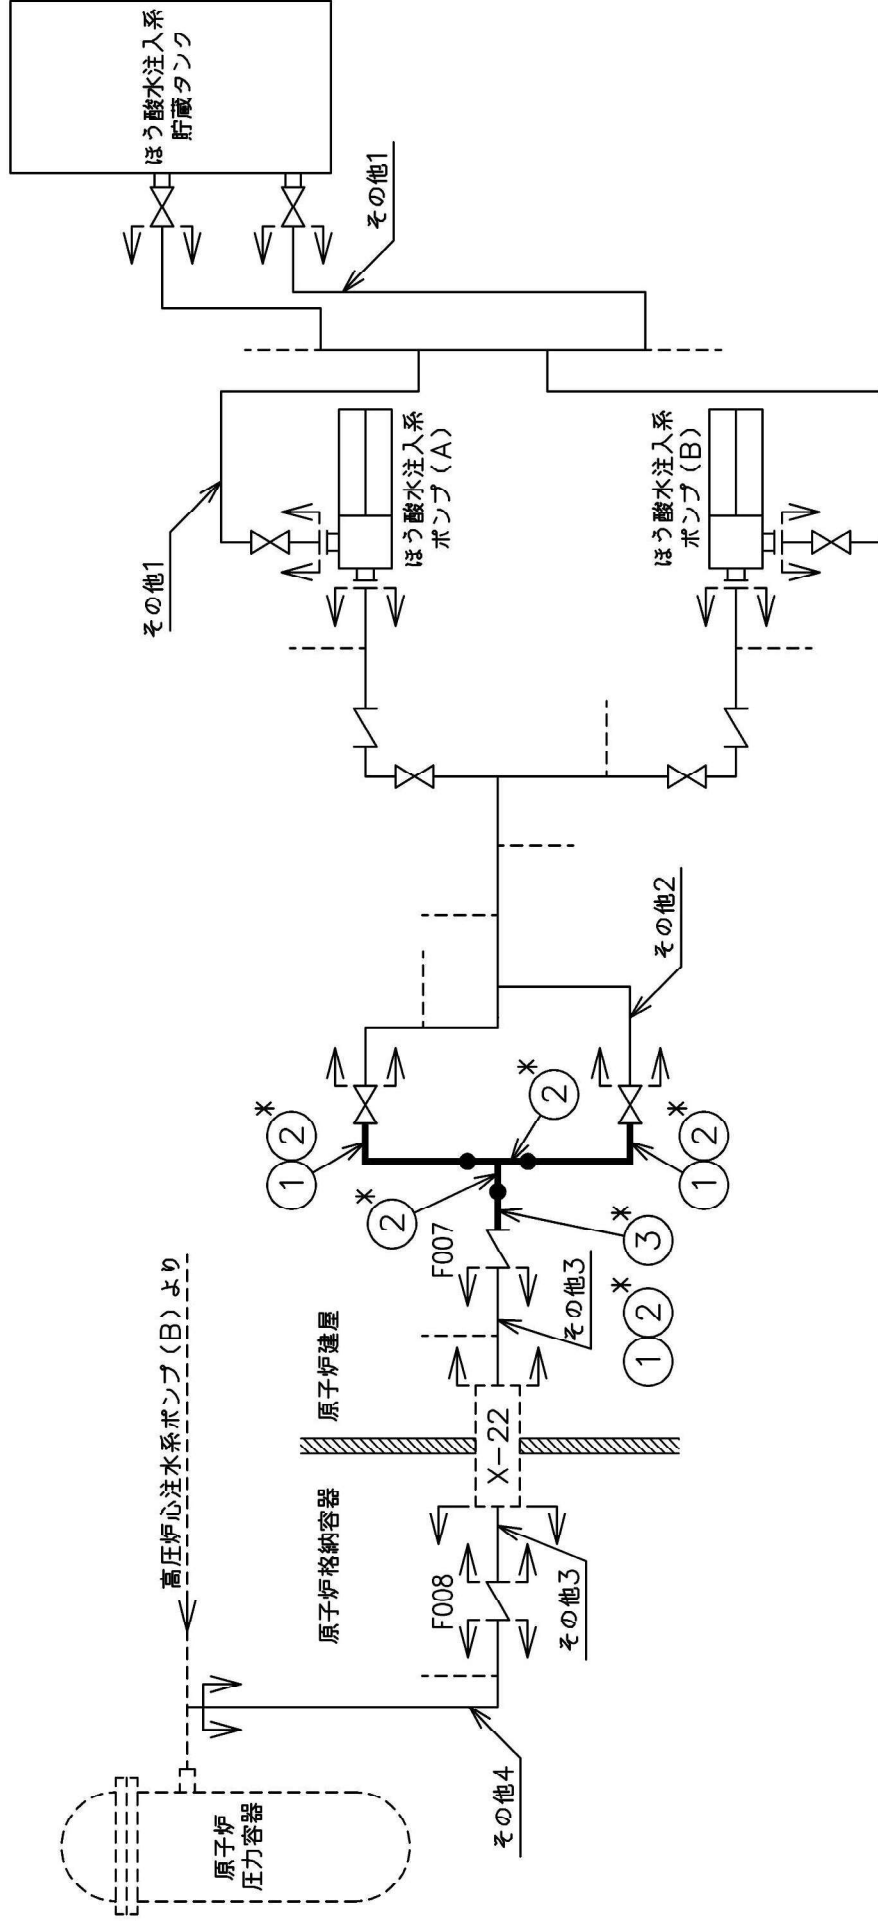 ほう酸水注入系
貯蔵タンク
その他1
その他1
ほう酸水注入系
ポンプ(A)
ほう酸水注入系
ポンプ(B)
その他2
①②*
②*
②*
①②*
③*
①②*
F007
その他3
高圧炉心注水系ポンプ(B)より
原子炉建屋
X-22
原子炉格納容器
F008
その他3
その他4
原子炉
圧力容器